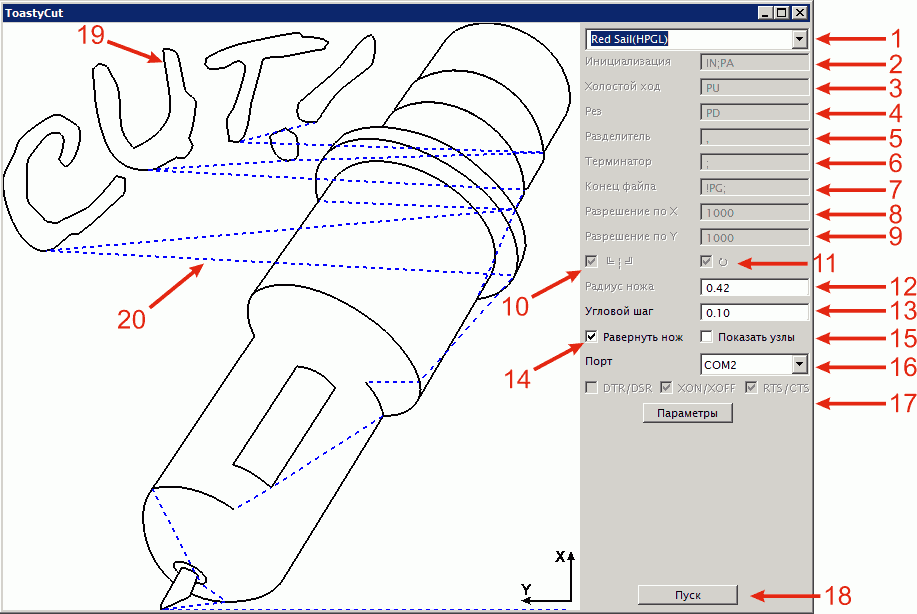 ToastyCut
19
CUT!
Red Sail(HPGL) 1
Инициализация IN;PA 2
Холостой ход PU 3
Рез PD 4
Разделитель , 5
Терминатор ; 6
Конец файла !PG; 7
Разрешение по X 1000 8
Разрешение по Y 1000 9
10 11
Радиус ножа 0.42 12
Угловой шаг 0.10 13
Равернуть нож Показать узлы 15
14
Порт COM2 16
DTR/DSR XON/XOFF RTS/CTS
17
Параметры
20
X
Y
Пуск 18